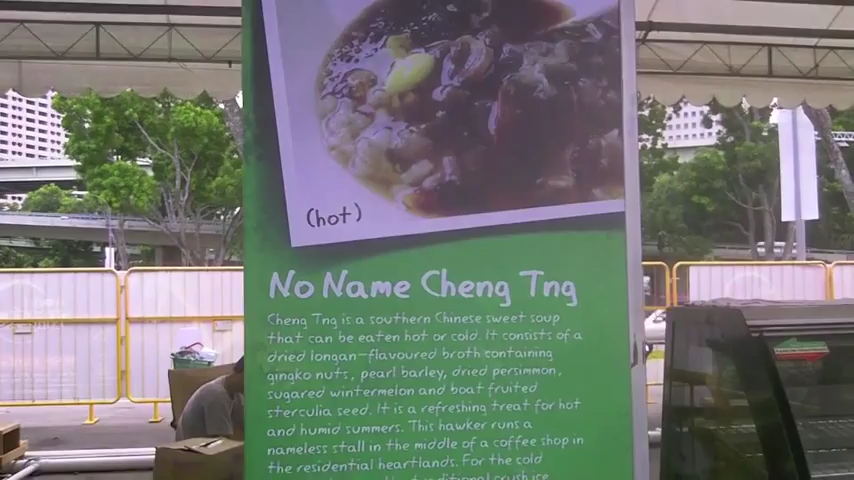 (hot)
No Name Cheng Tng
Cheng Tng is a southern Chinese sweet soup
that can be eaten hot or cold. It consists of a
dried longan-flavoured broth containing
gingko nuts, pearl barley, dried persimmon,
sugared wintermelon and boat fruited
sterculia seed. It is a refreshing treat for hot
and humid summers. This hawker runs a
nameless stall in the middle of a coffee shop in
the residential heartlands. For the cold
traditional crush ice